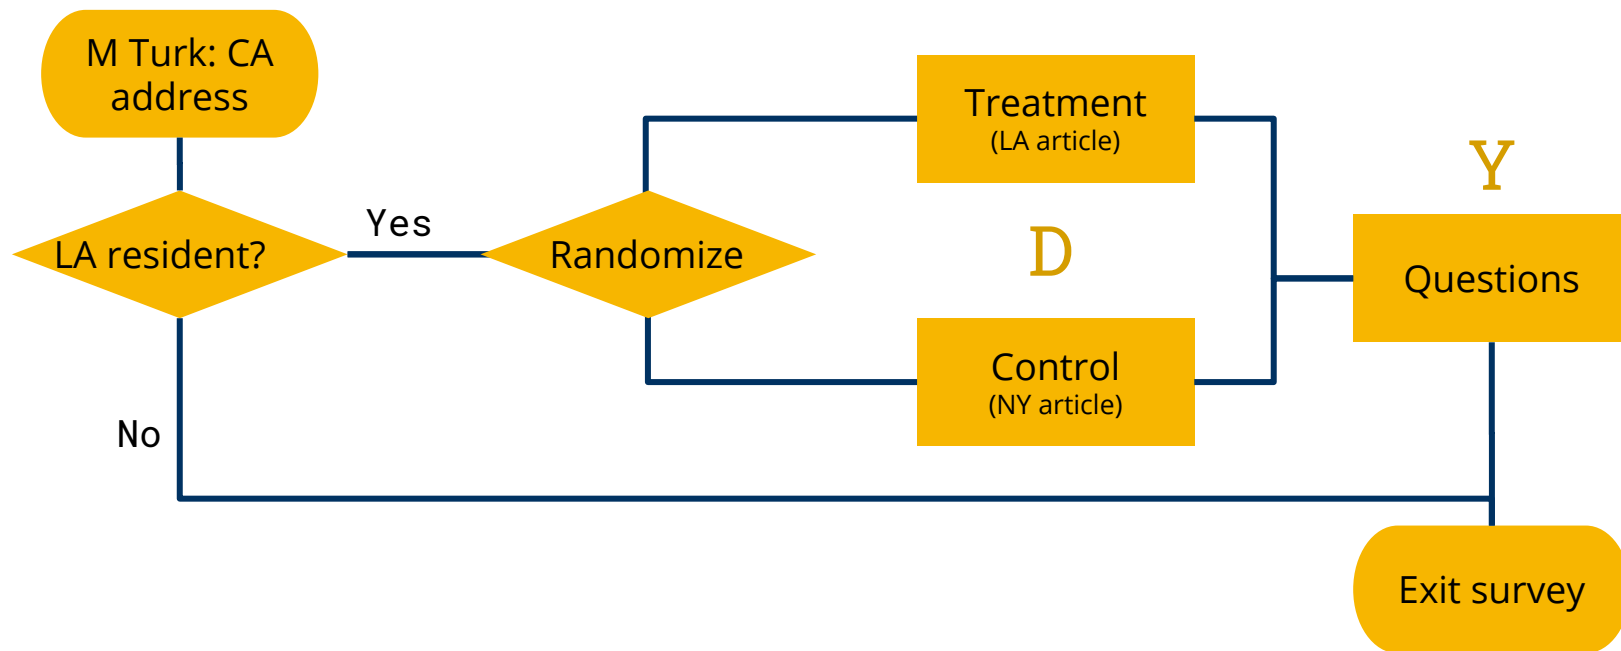 M Turk: CA
address
LA resident?
Yes
No
Randomize
Treatment
(LA article)
D
Control
(NY article)
Y
Questions
Exit survey